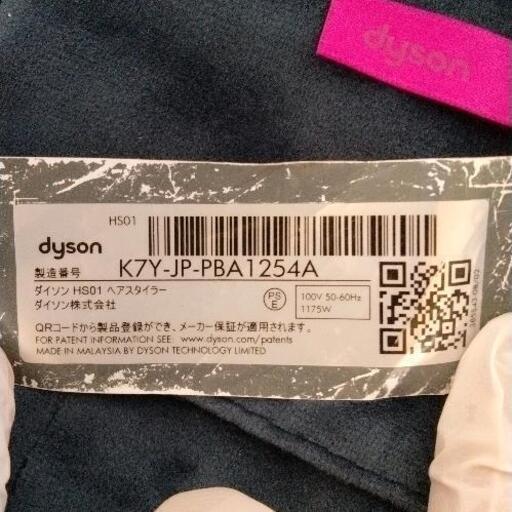 dyson
HS01
dyson
製造番号
K7Y-JP-PBA1254A
ダイソン HS01 ヘアスタイラー
ダイソン株式会社
PS
E
100V 50-60Hz
1175W
QRコードから製品登録ができ、メーカー保証が適用されます。
FOR PATENT INFORMATION SEE: www.dyson.com/patents
MADE IN MALAYSIA BY DYSON TECHNOLOGY LIMITED